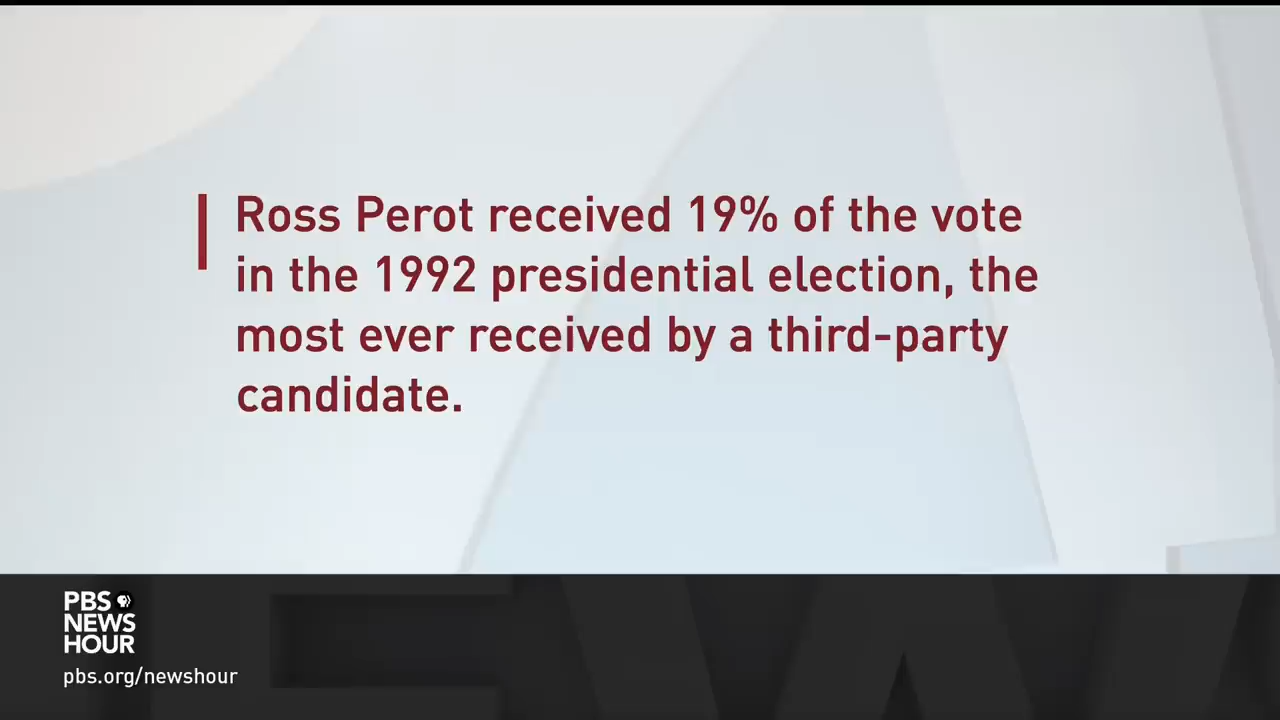 Ross Perot received 19% of the vote
in the 1992 presidential election, the
most ever received by a third-party
candidate.
PBS
NEWS
HOUR
pbs.org/newshour